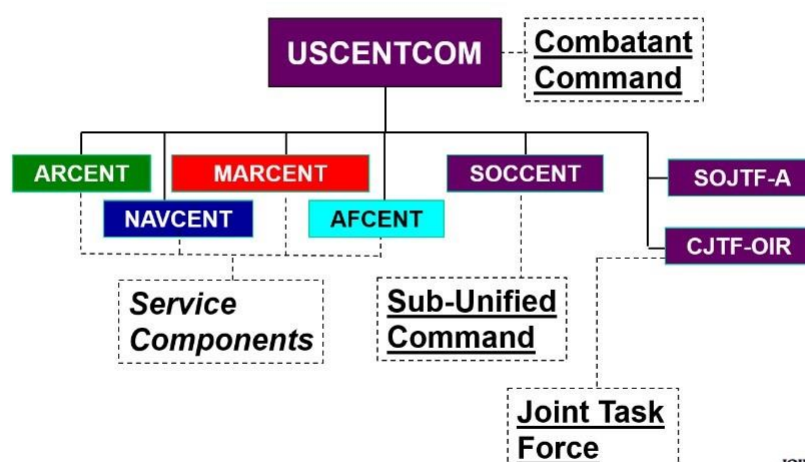 USCENTCOM
Combatant
Command
ARCENT
MARCENT
SOCCENT
SOJTF-A
NAVCENT
AFCENT
CJTF-OIR
Service
Components
Sub-Unified
Command
Joint Task
Force